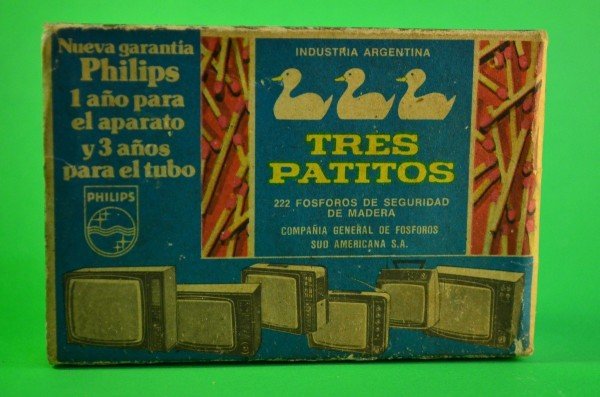 Nueva garantía
Philips
1 año para
el aparato
y 3 años
para el tubo
PHILIPS
INDUSTRIA ARGENTINA
TRES
PATITOS
222 FOSFOROS DE SEGURIDAD
DE MADERA
COMPAÑIA GENERAL DE FOSFOROS
SUD AMERICANA S.A.